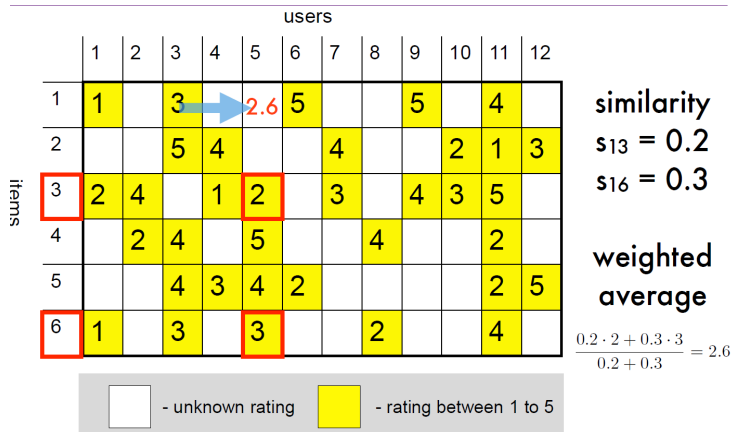 users
1 2 3 4 5 6 7 8 9 10 11 12
1 1 3 2.6 5 5 4
2 5 4 4 2 1 3
3 2 4 1 2 3 4 3 5
4 2 4 5 4 2
5 4 3 4 2 2 5
6 1 3 3 2 4
items
similarity
s13 = 0.2
s16 = 0.3
weighted
average
0.2 · 2 + 0.3 · 3
0.2 + 0.3
= 2.6
- unknown rating
- rating between 1 to 5